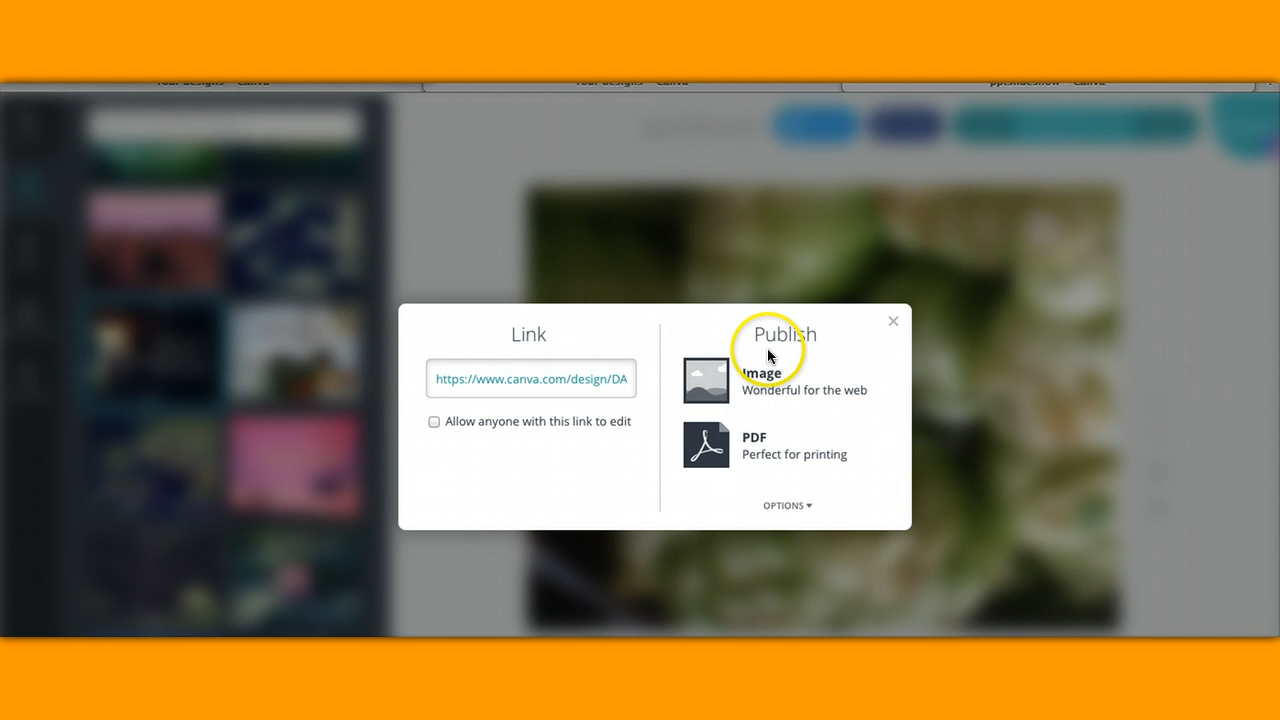 Link
https://www.canva.com/design/DA
Allow anyone with this link to edit
Publish
Image
Wonderful for the web
PDF
Perfect for printing
OPTIONS